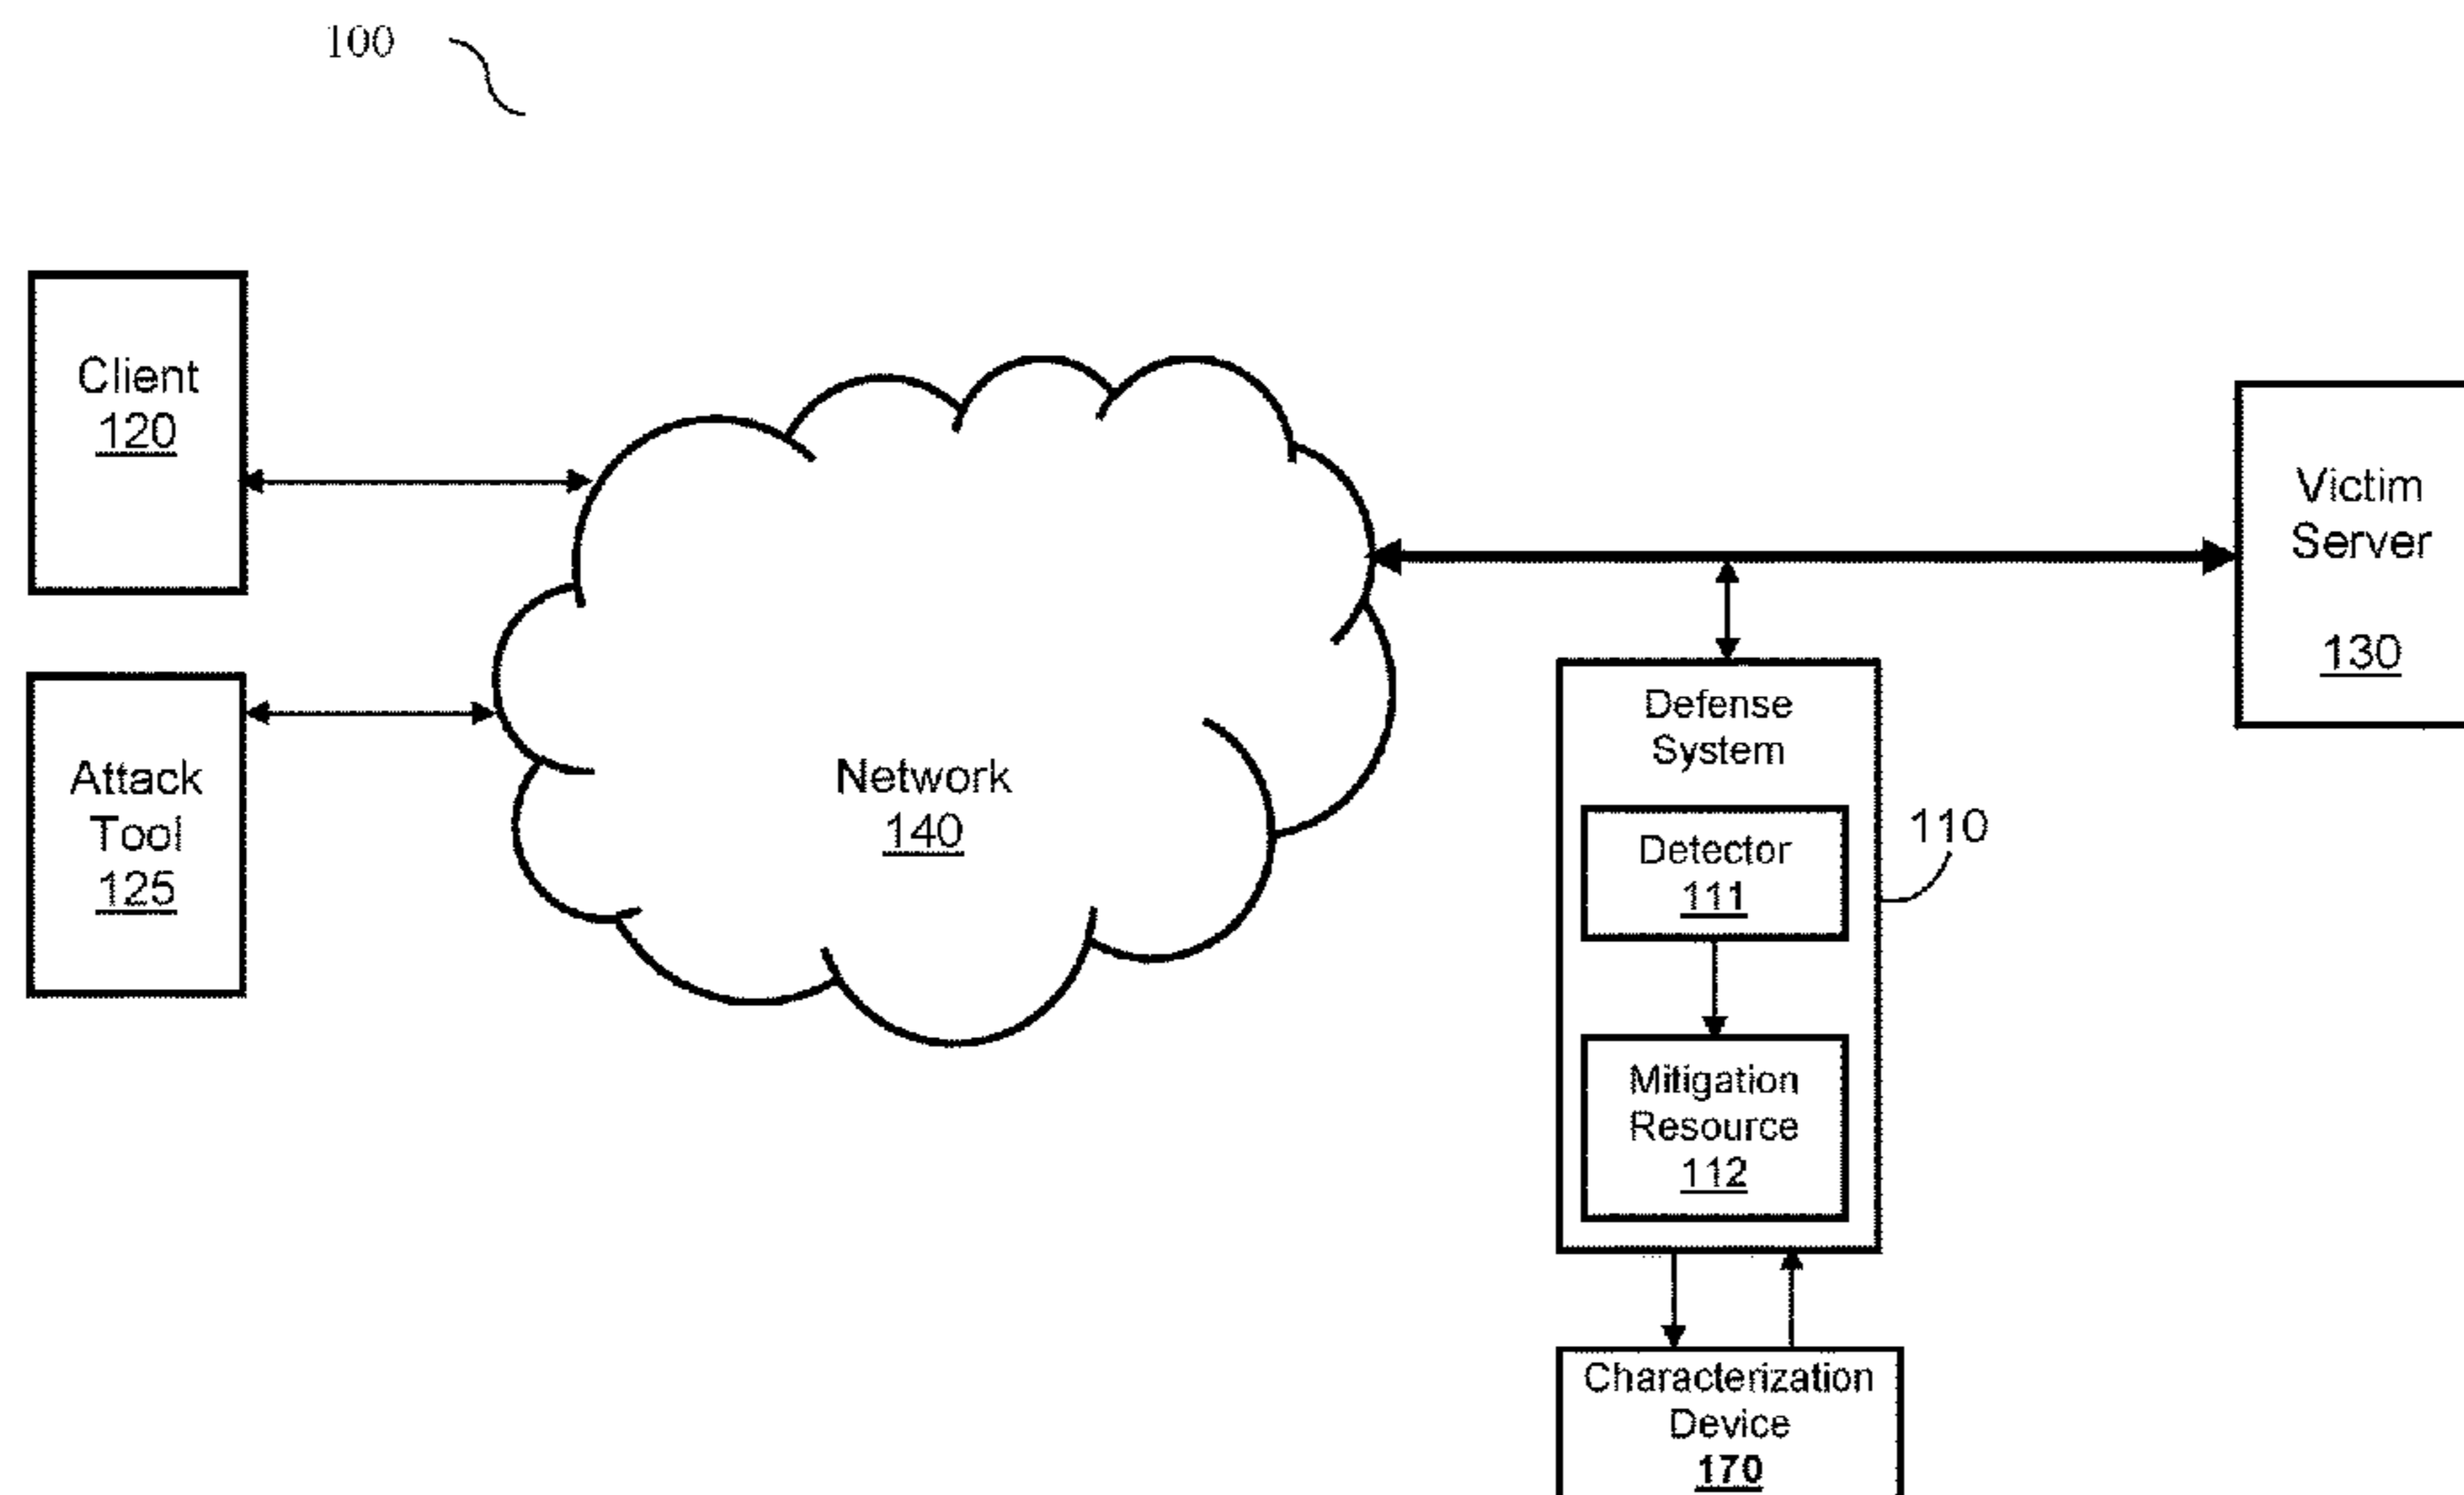 100
Client
120
Attack
Tool
125
Network
140
Victim
Server
130
Defense
System
Detector
111
110
Mitigation
Resource
112
Characterization
Device
170